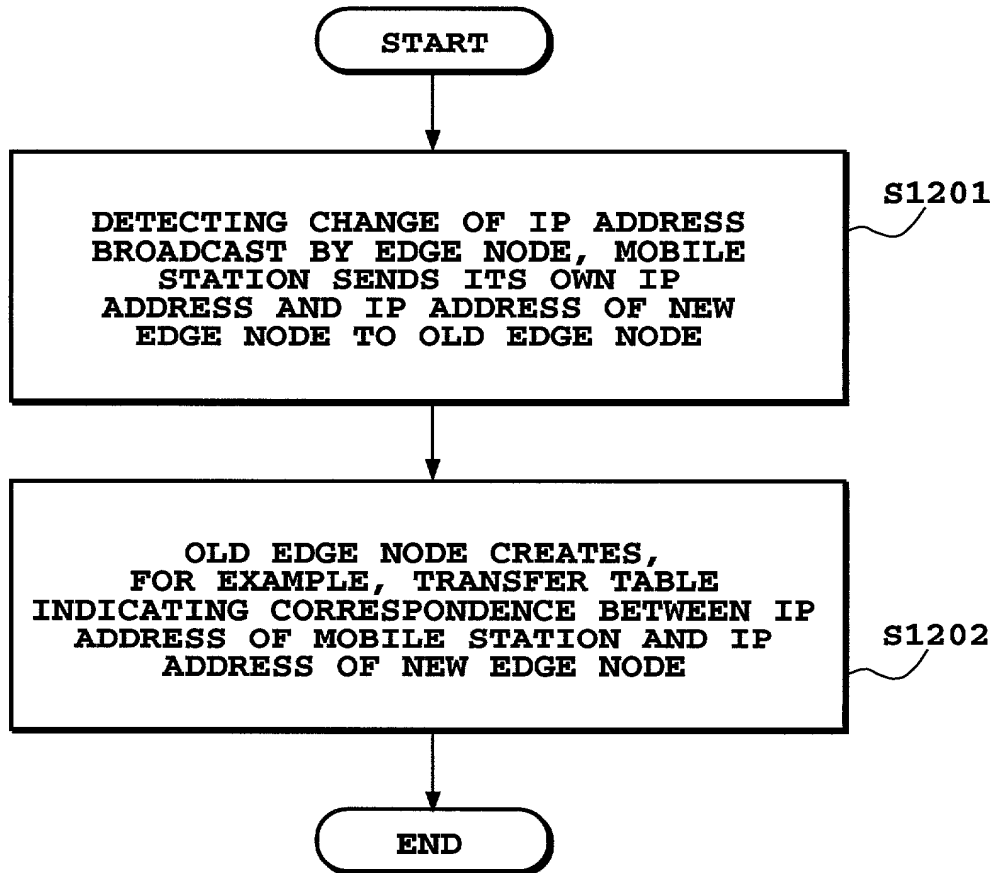 START
DETECTING CHANGE OF IP ADDRESS
BROADCAST BY EDGE NODE, MOBILE
STATION SENDS ITS OWN IP
ADDRESS AND IP ADDRESS OF NEW
EDGE NODE TO OLD EDGE NODE
S1201
OLD EDGE NODE CREATES,
FOR EXAMPLE, TRANSFER TABLE
INDICATING CORRESPONDENCE BETWEEN IP
ADDRESS OF MOBILE STATION AND IP
ADDRESS OF NEW EDGE NODE
S1202
END